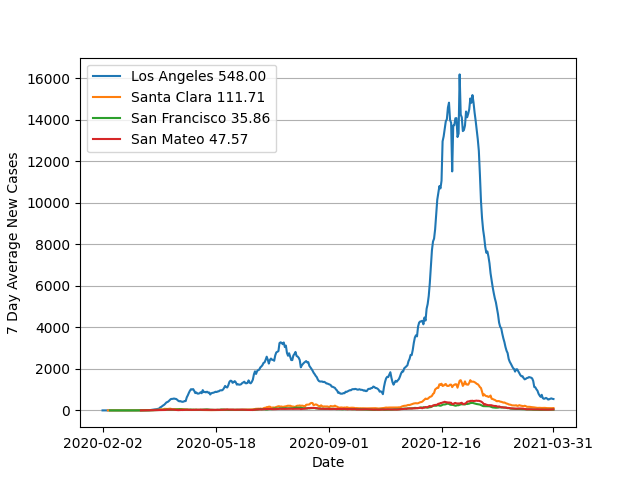 16000
14000
12000
10000
8000
6000
4000
2000
0
7 Day Average New Cases
Los Angeles 548.00
Santa Clara 111.71
San Francisco 35.86
San Mateo 47.57
2020-02-02 2020-05-18 2020-09-01 2020-12-16 2021-03-31
Date